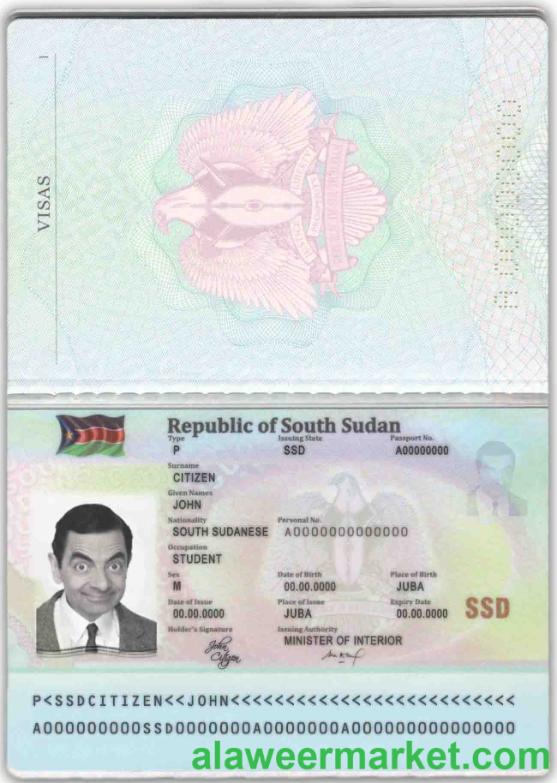 VISAS 1
A 00000000
Republic of South Sudan
Type Issuing State Passport No.
P SSD A00000000
Surname
CITIZEN
Given Names
JOHN
Nationality Personal No.
SOUTH SUDANESE A0000000000000
Occupation
STUDENT
Sex Date of Birth Place of Birth
M 00.00.0000 JUBA
Date of Issue Place of Issue Expiry Date
00.00.0000 JUBA 00.00.0000 SSD
Holder's Signature Issuing Authority
MINISTER OF INTERIOR
John
Citizen
P<SSDCITIZEN<<JOHN<<<<<<<<<<<<<<<<<<<<<<<<<<
A000000000SSD0000000A0000000A000000000000000
alaweermarket.com